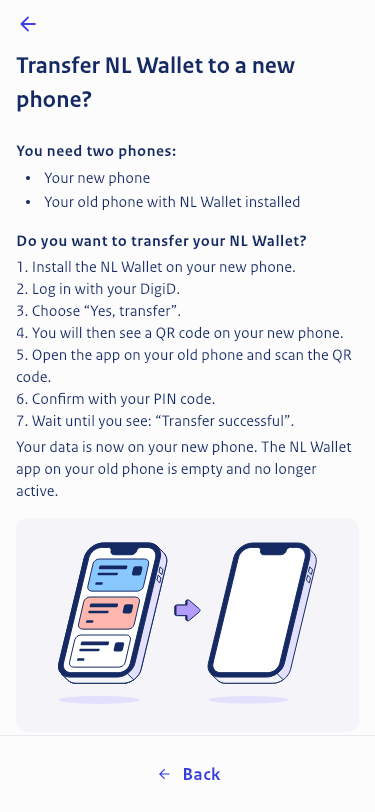 Transfer NL Wallet to a new
phone?
You need two phones:
• Your new phone
• Your old phone with NL Wallet installed
Do you want to transfer your NL Wallet?
1. Install the NL Wallet on your new phone.
2. Log in with your DigiD.
3. Choose “Yes, transfer”.
4. You will then see a QR code on your new phone.
5. Open the app on your old phone and scan the QR
code.
6. Confirm with your PIN code.
7. Wait until you see: “Transfer successful”.
Your data is now on your new phone. The NL Wallet
app on your old phone is empty and no longer
active.
Back